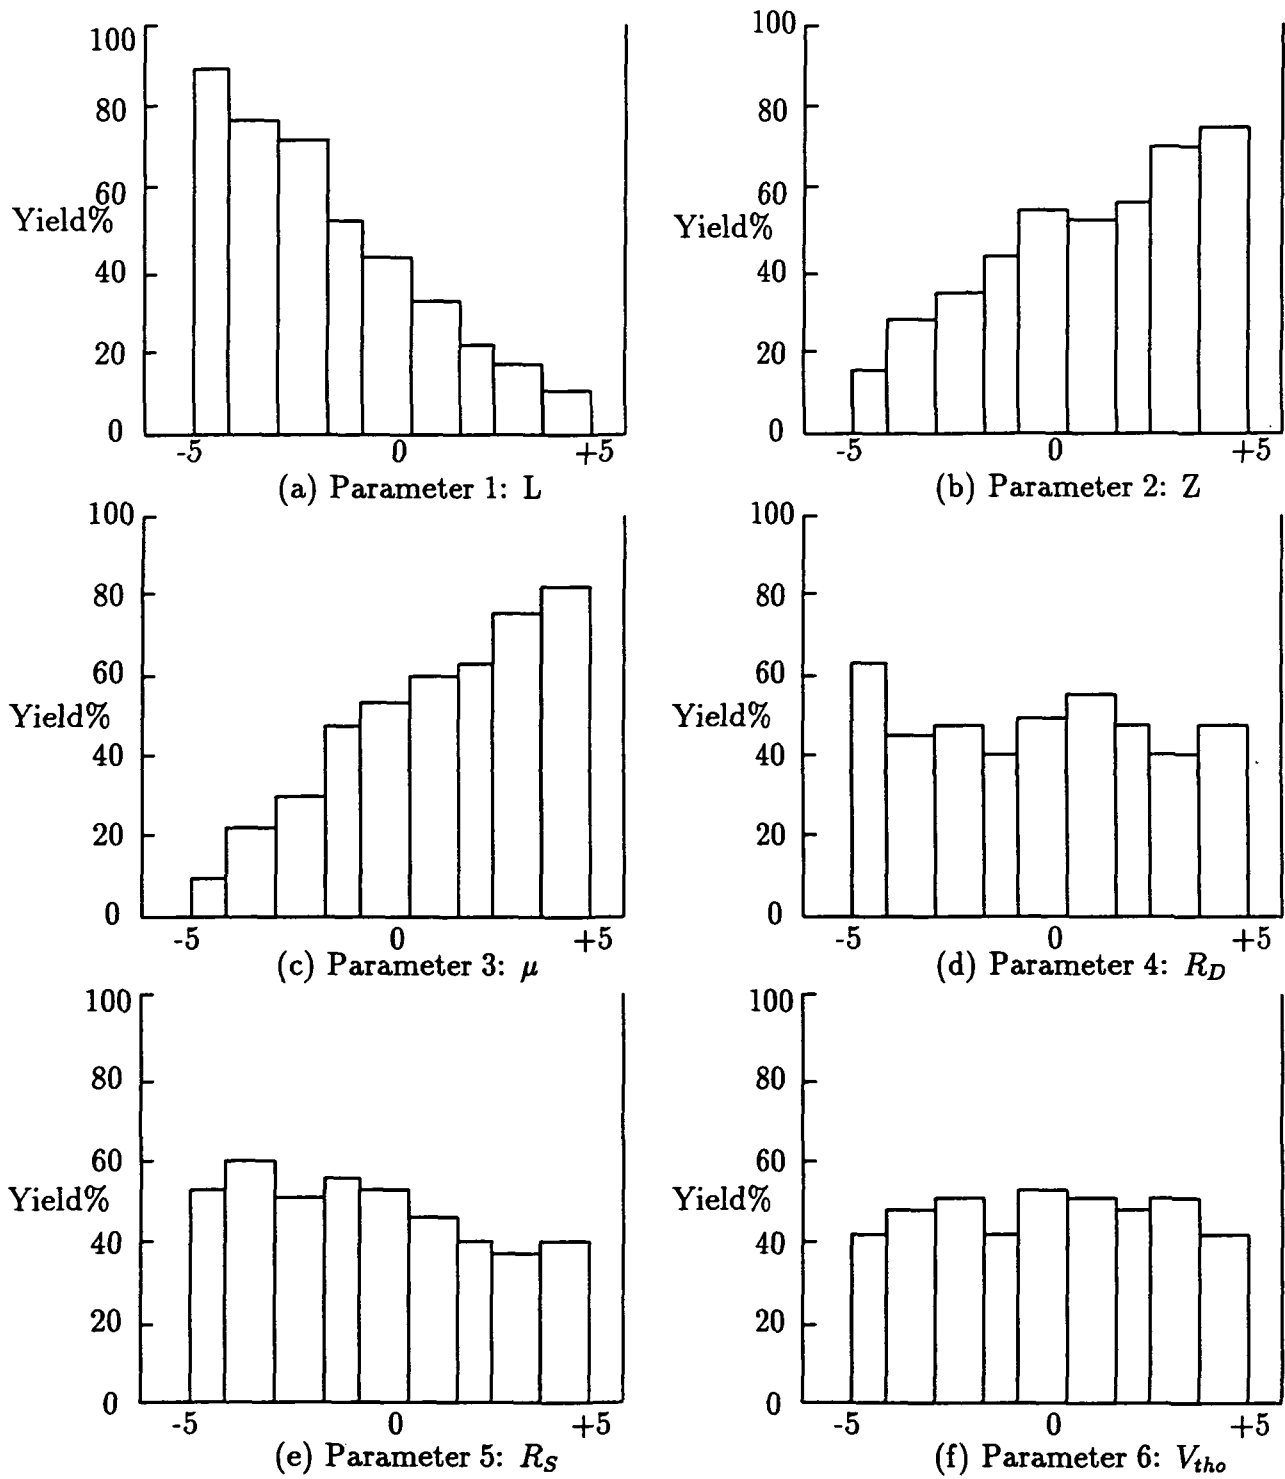 100
80
60
Yield%
40
20
0
-5 0 +5
(a) Parameter 1: L
100
80
60
Yield%
40
20
0
-5 0 +5
(b) Parameter 2: Z
100
80
60
Yield%
40
20
0
-5 0 +5
(c) Parameter 3: μ
100
80
60
Yield%
40
20
0
-5 0 +5
(d) Parameter 4: R_D
100
80
60
Yield%
40
20
0
-5 0 +5
(e) Parameter 5: R_S
100
80
60
Yield%
40
20
0
-5 0 +5
(f) Parameter 6: V_tho